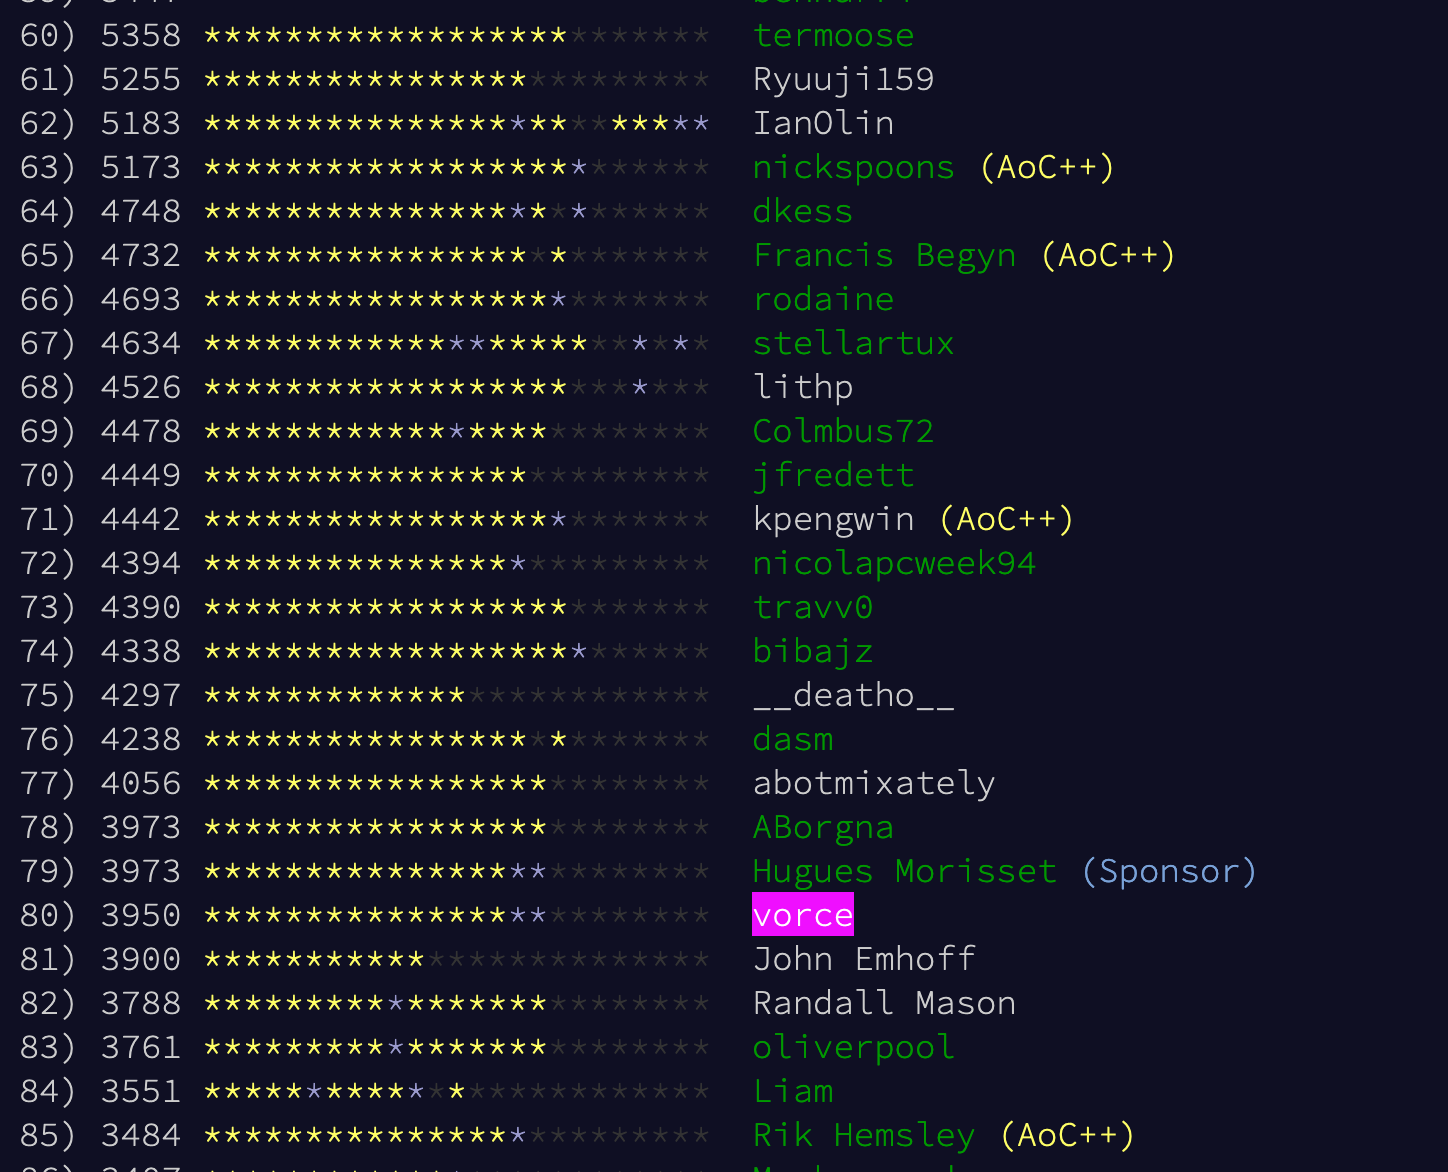 60) 5358 ************************* termoose
61) 5255 ************************* Ryuuji159
62) 5183 ************************* IanOlin
63) 5173 ************************* nickspoons (AoC++)
64) 4748 ************************* dkess
65) 4732 ************************* Francis Begyn (AoC++)
66) 4693 ************************* rodaine
67) 4634 ************************* stellartux
68) 4526 ************************* lithp
69) 4478 ************************* Colmbus72
70) 4449 ************************* jfredett
71) 4442 ************************* kpengwin (AoC++)
72) 4394 ************************* nicolapcweek94
73) 4390 ************************* travv0
74) 4338 ************************* bibajz
75) 4297 ************************* __deatho__
76) 4238 ************************* dasm
77) 4056 ************************* abotmixately
78) 3973 ************************* ABorgna
79) 3973 ************************* Hugues Morisset (Sponsor)
80) 3950 ************************* vorce
81) 3900 ************************* John Emhoff
82) 3788 ************************* Randall Mason
83) 3761 ************************* oliverpool
84) 3551 ************************* Liam
85) 3484 ************************* Rik Hemsley (AoC++)